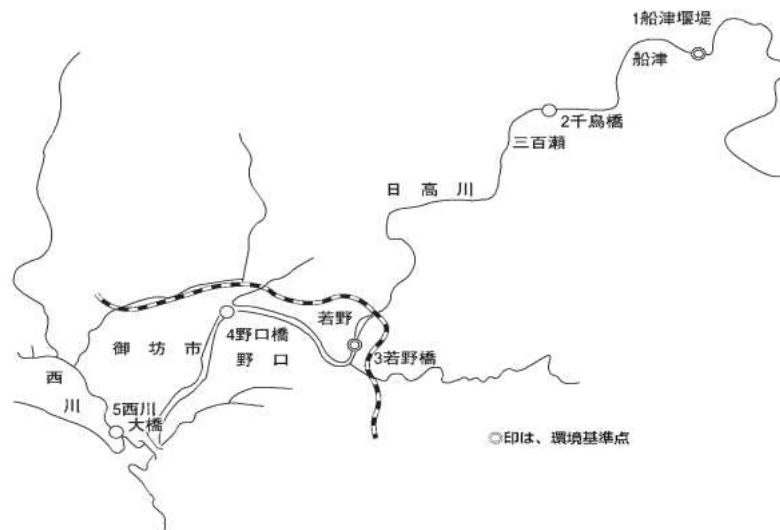 1船津堰堤
船津
2千鳥橋
三百瀬
日高川
若野
4野口橋
野口
3若野橋
御坊市
西川
5西川
大橋
◎印は、環境基準点